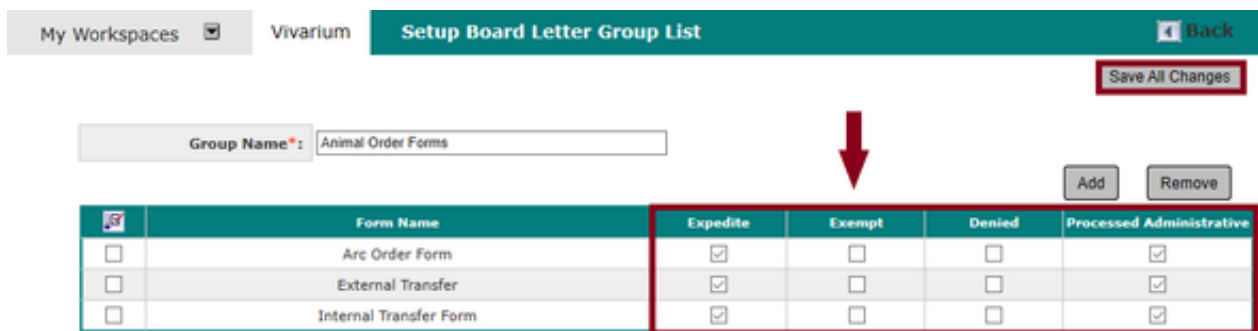 My Workspaces Vivarium Setup Board Letter Group List Back
Save All Changes
Group Name*: Animal Order Forms
Add Remove
Form Name Expedite Exempt Denied Processed Administrative
Arc Order Form
External Transfer
Internal Transfer Form